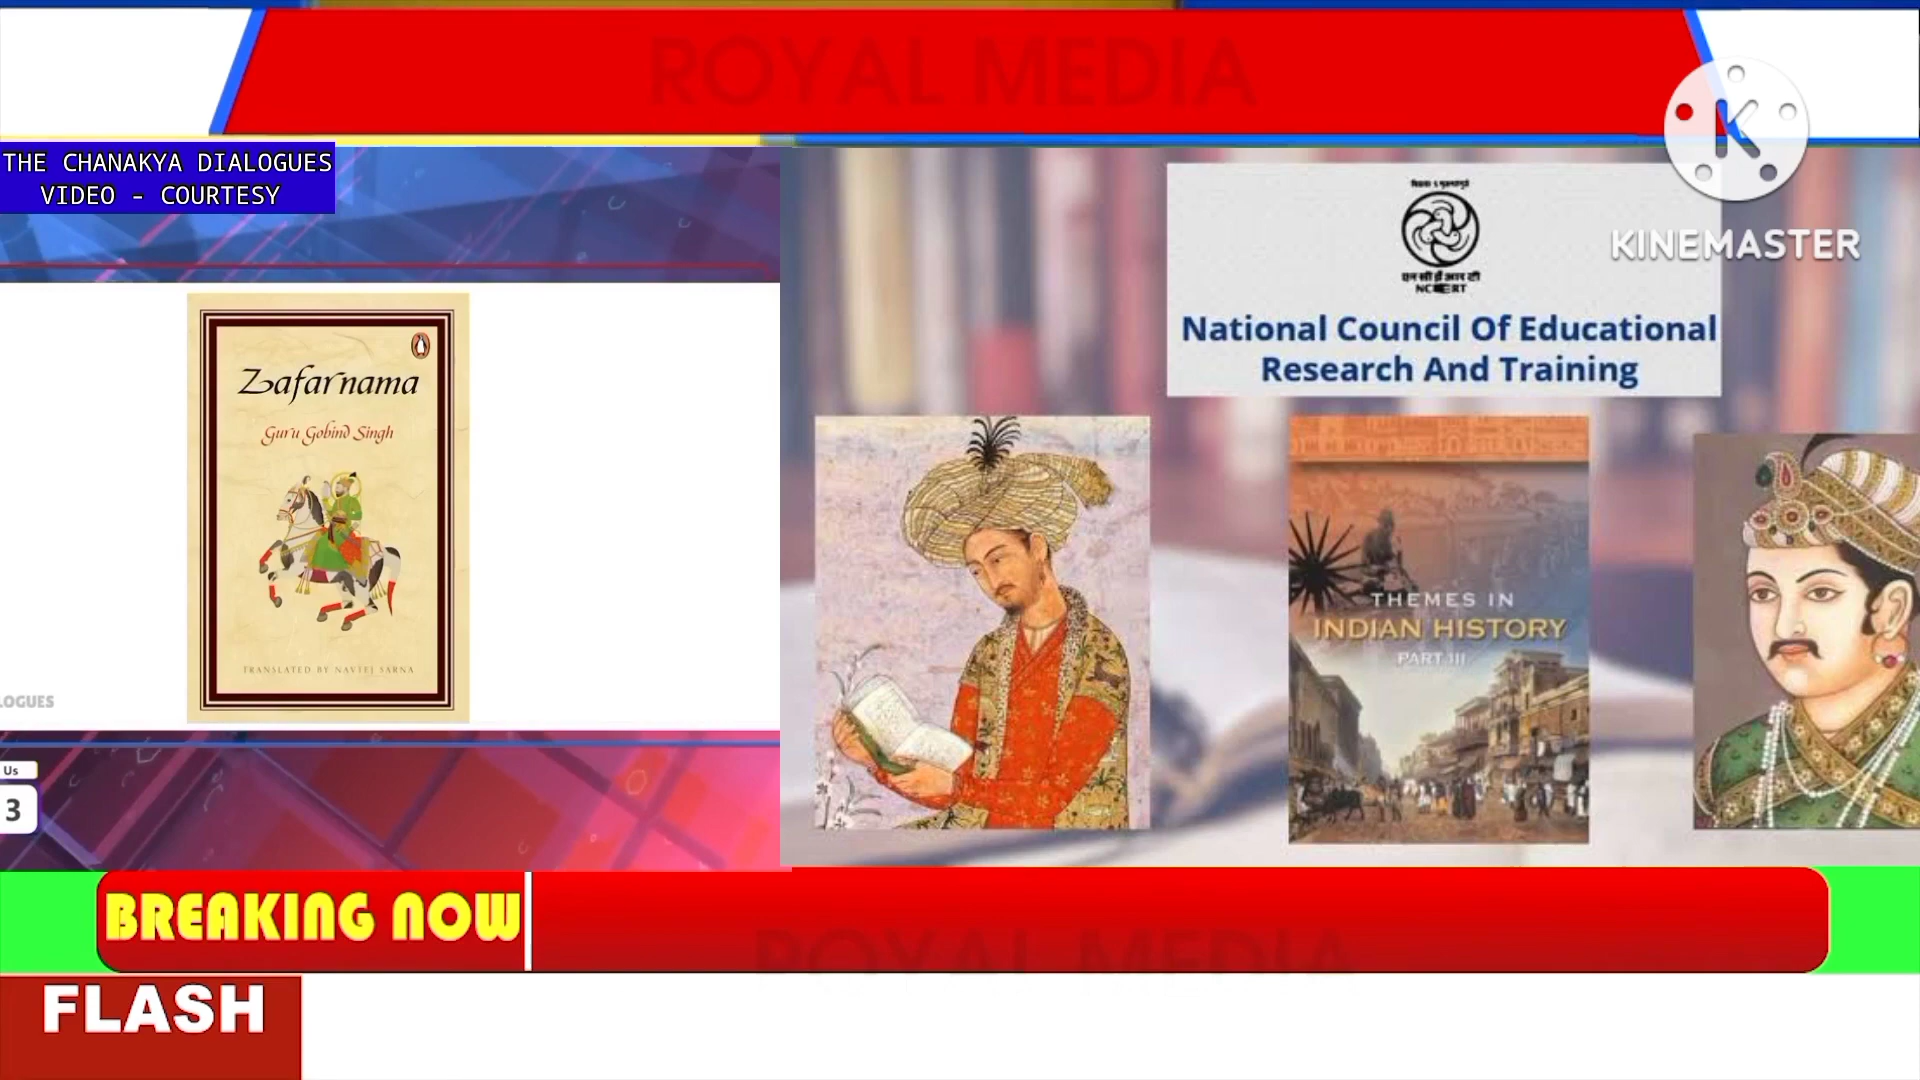 ROYAL MEDIA
THE CHANAKYA DIALOGUES
VIDEO - COURTESY
KINEMASTER
एन सी ई आर टी
NCERT
National Council Of Educational
Research And Training
Zafarnama
Guru Gobind Singh
TRANSLATED BY NAVTEJ SARNA
THEMES IN
INDIAN HISTORY
PART III
LOGUES
Us
3
BREAKING NOW
ROYAL MEDIA
FLASH